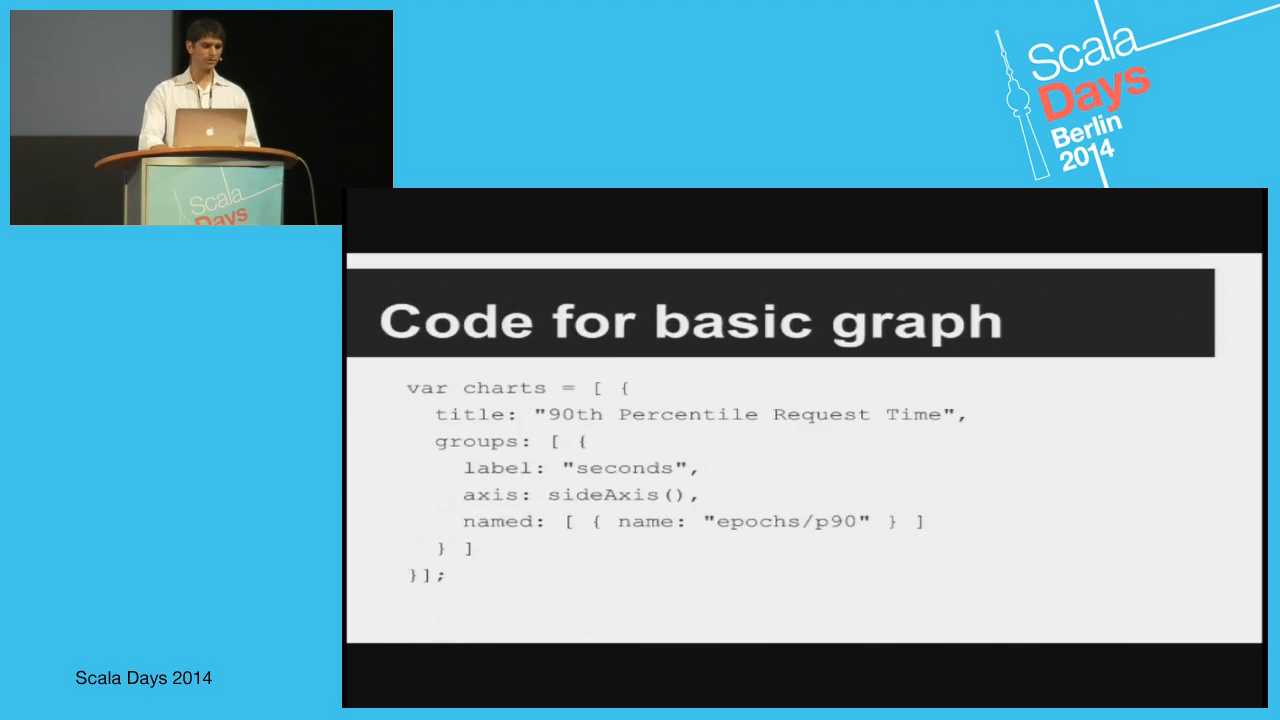 Scala
Days
Berlin
2014
Scala
Days
Code for basic graph
var charts = [ {
title: "90th Percentile Request Time",
groups: [ {
label: "seconds",
axis: sideAxis(),
named: [ { name: "epochs/p90" } ]
} ]
}];
Scala Days 2014